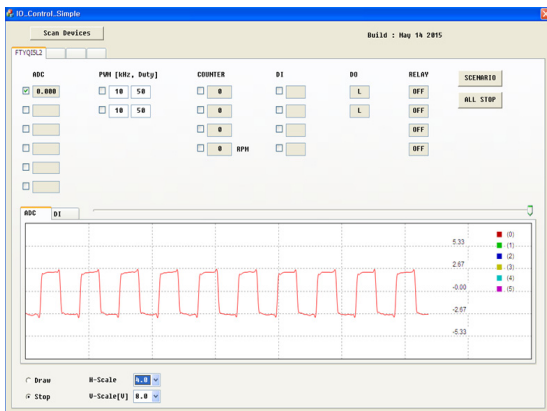 IO_Control_Simple
Scan Devices
Build : May 14 2015
FTYQISL2
ADC PWM [kHz, Duty] COUNTER DI DO RELAY
0.000 10 50 0 L OFF SCENARIO
10 50 0 L OFF ALL STOP
0 OFF
0 RPM OFF
ADC DI
5.33
2.67
-0.00
-2.67
-5.33
(0)
(1)
(2)
(3)
(4)
(5)
Draw H-Scale 4.0
Stop V-Scale[V] 8.0